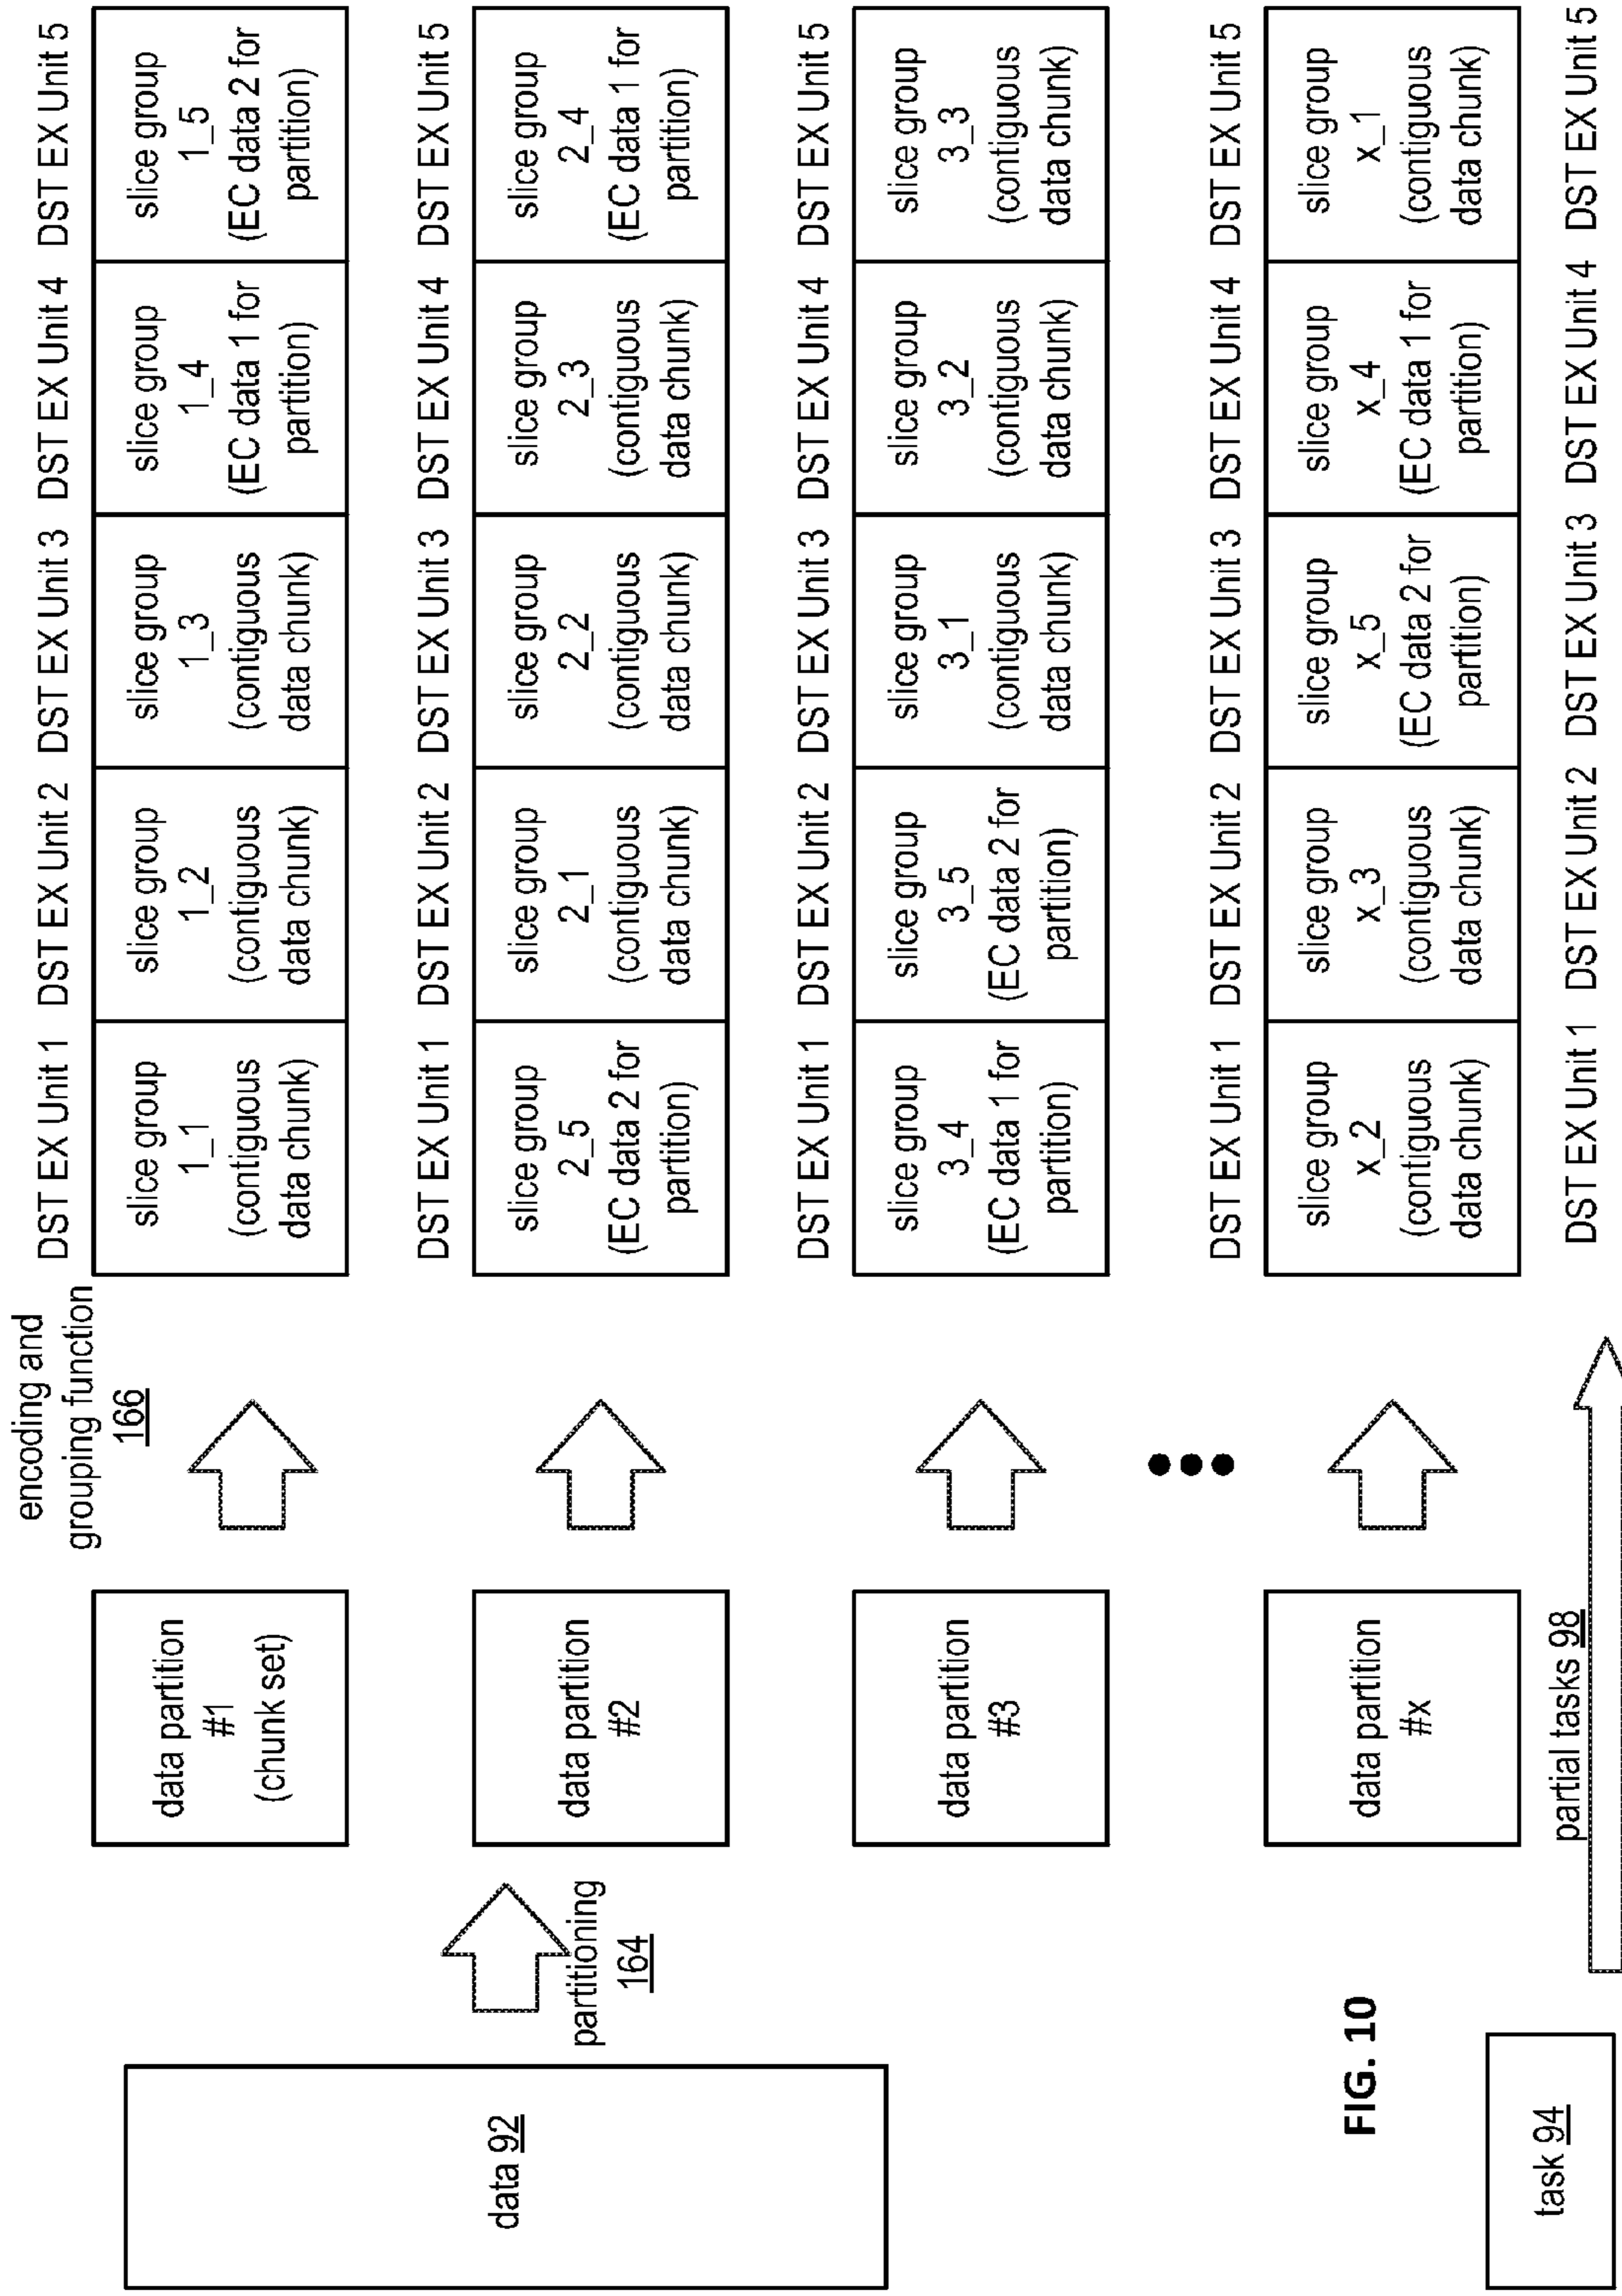 data 92
partitioning
164
data partition
#1
(chunk set)
data partition
#2
data partition
#3
data partition
#x
encoding and
grouping function
166
DST EX Unit 1 DST EX Unit 2 DST EX Unit 3 DST EX Unit 4 DST EX Unit 5
slice group
1_1
(contiguous
data chunk)
slice group
1_2
(contiguous
data chunk)
slice group
1_3
(contiguous
data chunk)
slice group
1_4
(EC data 1 for
partition)
slice group
1_5
(EC data 2 for
partition)
DST EX Unit 1 DST EX Unit 2 DST EX Unit 3 DST EX Unit 4 DST EX Unit 5
slice group
2_5
(EC data 2 for
partition)
slice group
2_1
(contiguous
data chunk)
slice group
2_2
(contiguous
data chunk)
slice group
2_3
(contiguous
data chunk)
slice group
2_4
(EC data 1 for
partition)
DST EX Unit 1 DST EX Unit 2 DST EX Unit 3 DST EX Unit 4 DST EX Unit 5
slice group
3_4
(EC data 1 for
partition)
slice group
3_5
(EC data 2 for
partition)
slice group
3_1
(contiguous
data chunk)
slice group
3_2
(contiguous
data chunk)
slice group
3_3
(contiguous
data chunk)
DST EX Unit 1 DST EX Unit 2 DST EX Unit 3 DST EX Unit 4 DST EX Unit 5
slice group
x_2
(contiguous
data chunk)
slice group
x_3
(contiguous
data chunk)
slice group
x_5
(EC data 2 for
partition)
slice group
x_4
(EC data 1 for
partition)
slice group
x_1
(contiguous
data chunk)
FIG. 10
task 94
partial tasks 98
DST EX Unit 1 DST EX Unit 2 DST EX Unit 3 DST EX Unit 4 DST EX Unit 5